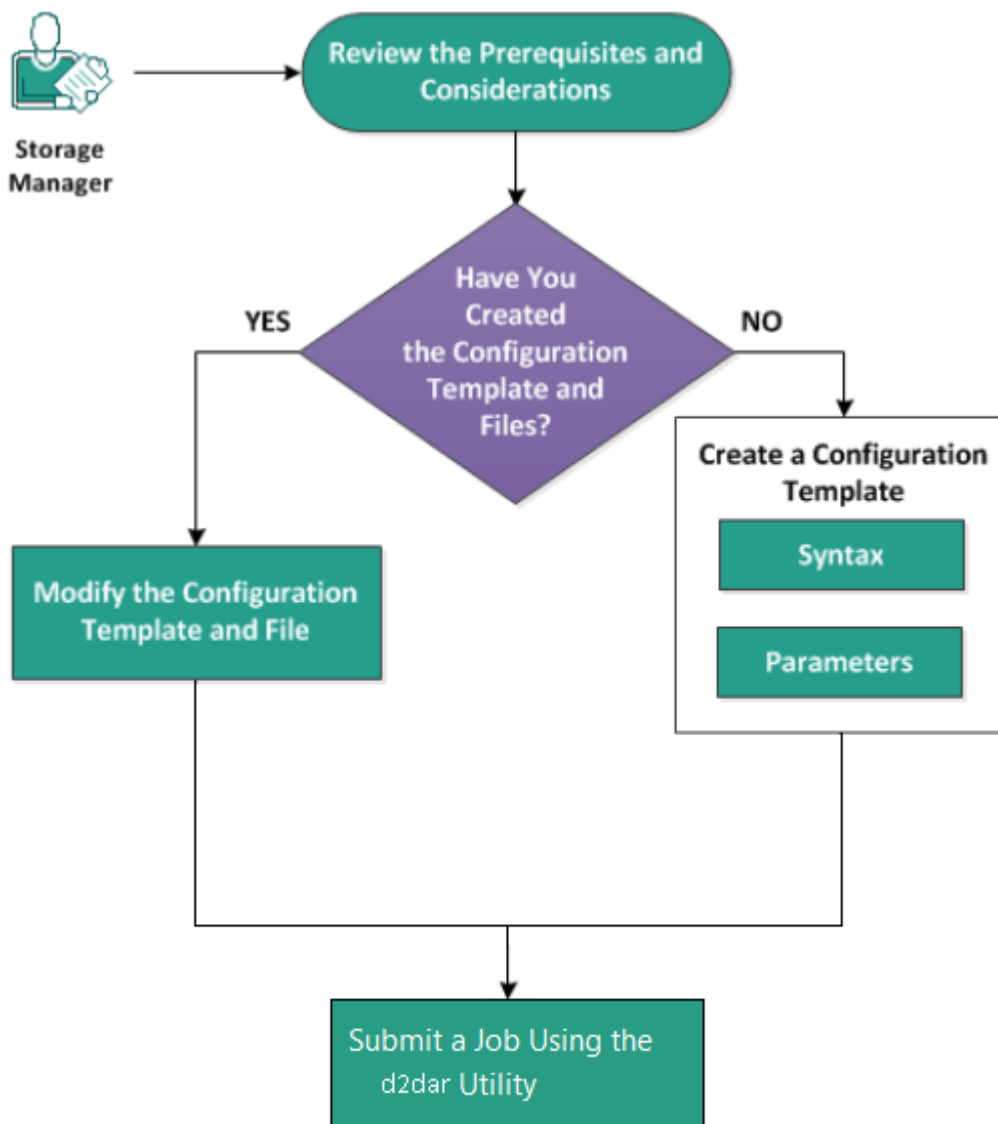 Storage
Manager
Review the Prerequisites and
Considerations
Have You
Created
the Configuration
Template and
Files?
YES
NO
Modify the Configuration
Template and File
Create a Configuration
Template
Syntax
Parameters
Submit a Job Using the
d2dar Utility